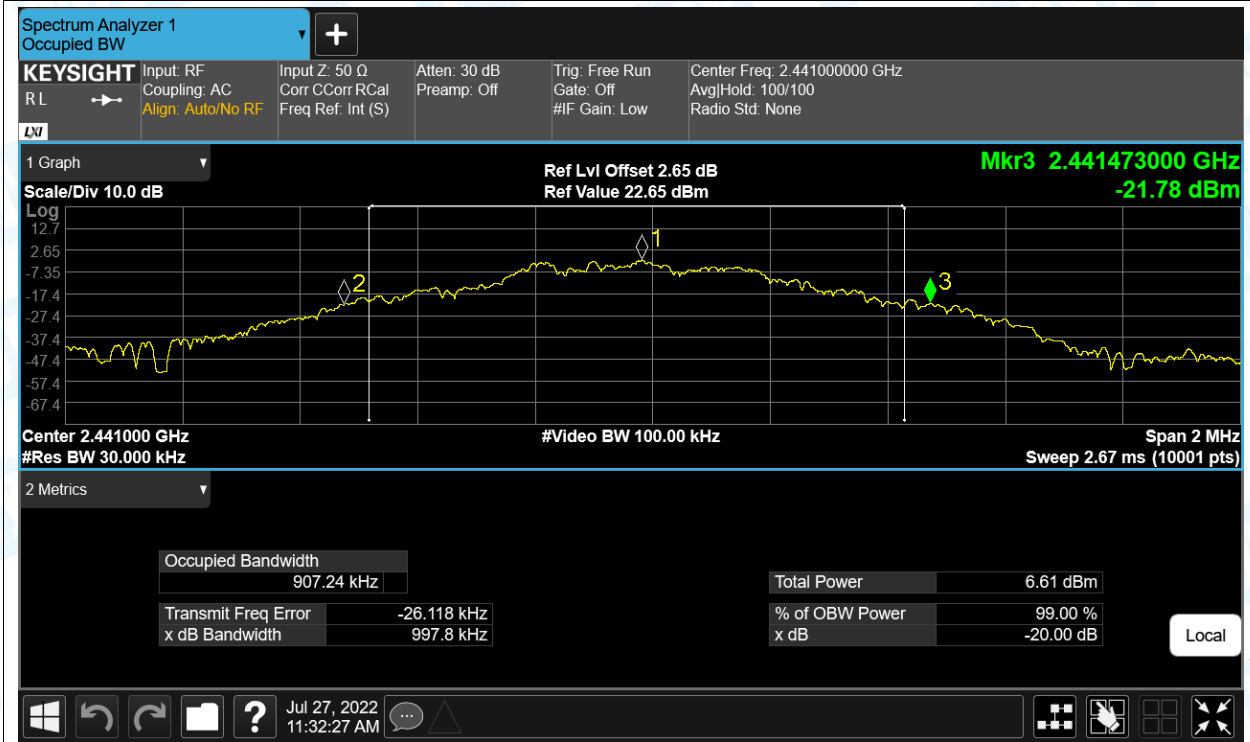 Spectrum Analyzer 1
Occupied BW
KEYSIGHT
R L
LXI
Input: RF
Coupling: AC
Align: Auto/No RF
Input Z: 50 Ω
Corr CCorr RCal
Freq Ref: Int (S)
Atten: 30 dB
Preamp: Off
Trig: Free Run
Gate: Off
#IF Gain: Low
Center Freq: 2.441000000 GHz
Avg|Hold: 100/100
Radio Std: None
1 Graph
Scale/Div 10.0 dB
Ref Lvl Offset 2.65 dB
Ref Value 22.65 dBm
Mkr3 2.441473000 GHz
-21.78 dBm
Log
12.7
2.65
-7.35
-17.4
-27.4
-37.4
-47.4
-57.4
-67.4
1
2
3
Center 2.441000 GHz
#Video BW 100.00 kHz
Span 2 MHz
#Res BW 30.000 kHz
Sweep 2.67 ms (10001 pts)
2 Metrics
Occupied Bandwidth
907.24 kHz
Total Power 6.61 dBm
Transmit Freq Error -26.118 kHz
% of OBW Power 99.00 %
x dB Bandwidth 997.8 kHz
x dB -20.00 dB
Local
?
Jul 27, 2022
11:32:27 AM